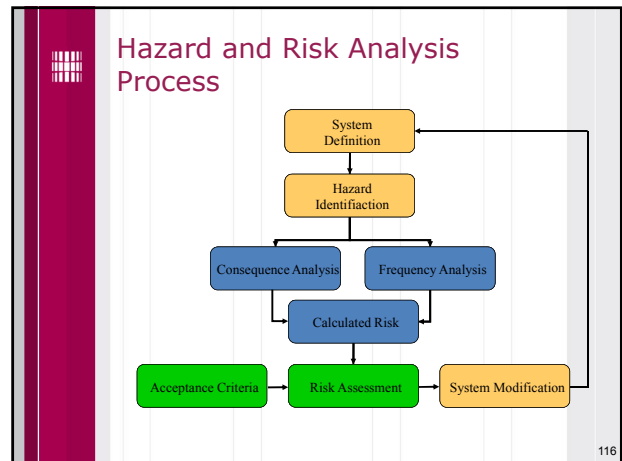 Hazard and Risk Analysis
Process
System
Definition
Hazard
Identifiaction
Consequence Analysis
Frequency Analysis
Calculated Risk
Acceptance Criteria
Risk Assessment
System Modification
116